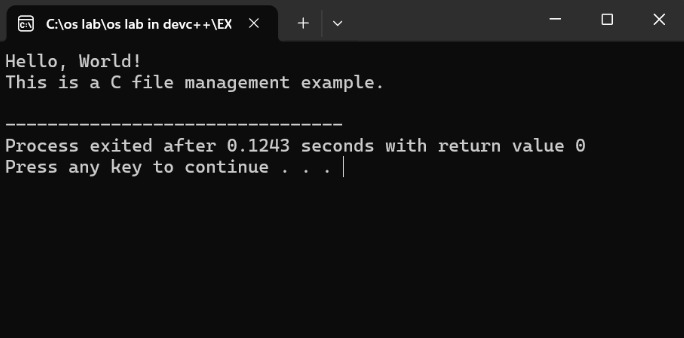 C:\os lab\os lab in devc++\EX
Hello, World!
This is a C file management example.
--------------------------------
Process exited after 0.1243 seconds with return value 0
Press any key to continue . . .